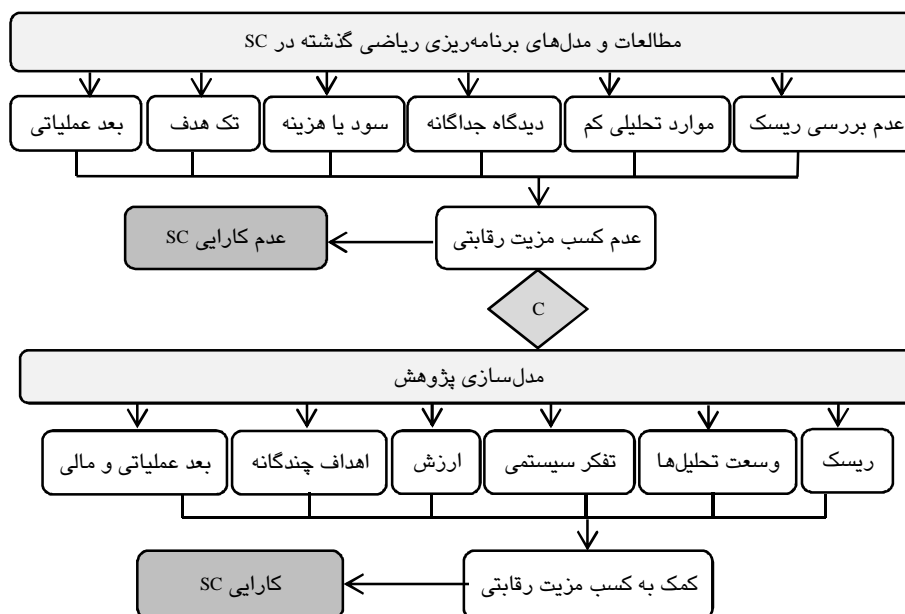 مطالعات و مدل‌های برنامه‌ریزی ریاضی گذشته در SC
عدم بررسی ریسک
موارد تحلیلی کم
دیدگاه جداگانه
سود یا هزینه
تک هدف
بعد عملیاتی
عدم کسب مزیت رقابتی
عدم کارایی SC
C
مدل‌سازی پژوهش
ریسک
وسعت تحلیل‌ها
تفکر سیستمی
ارزش
اهداف چندگانه
بعد عملیاتی و مالی
کمک به کسب مزیت رقابتی
کارایی SC